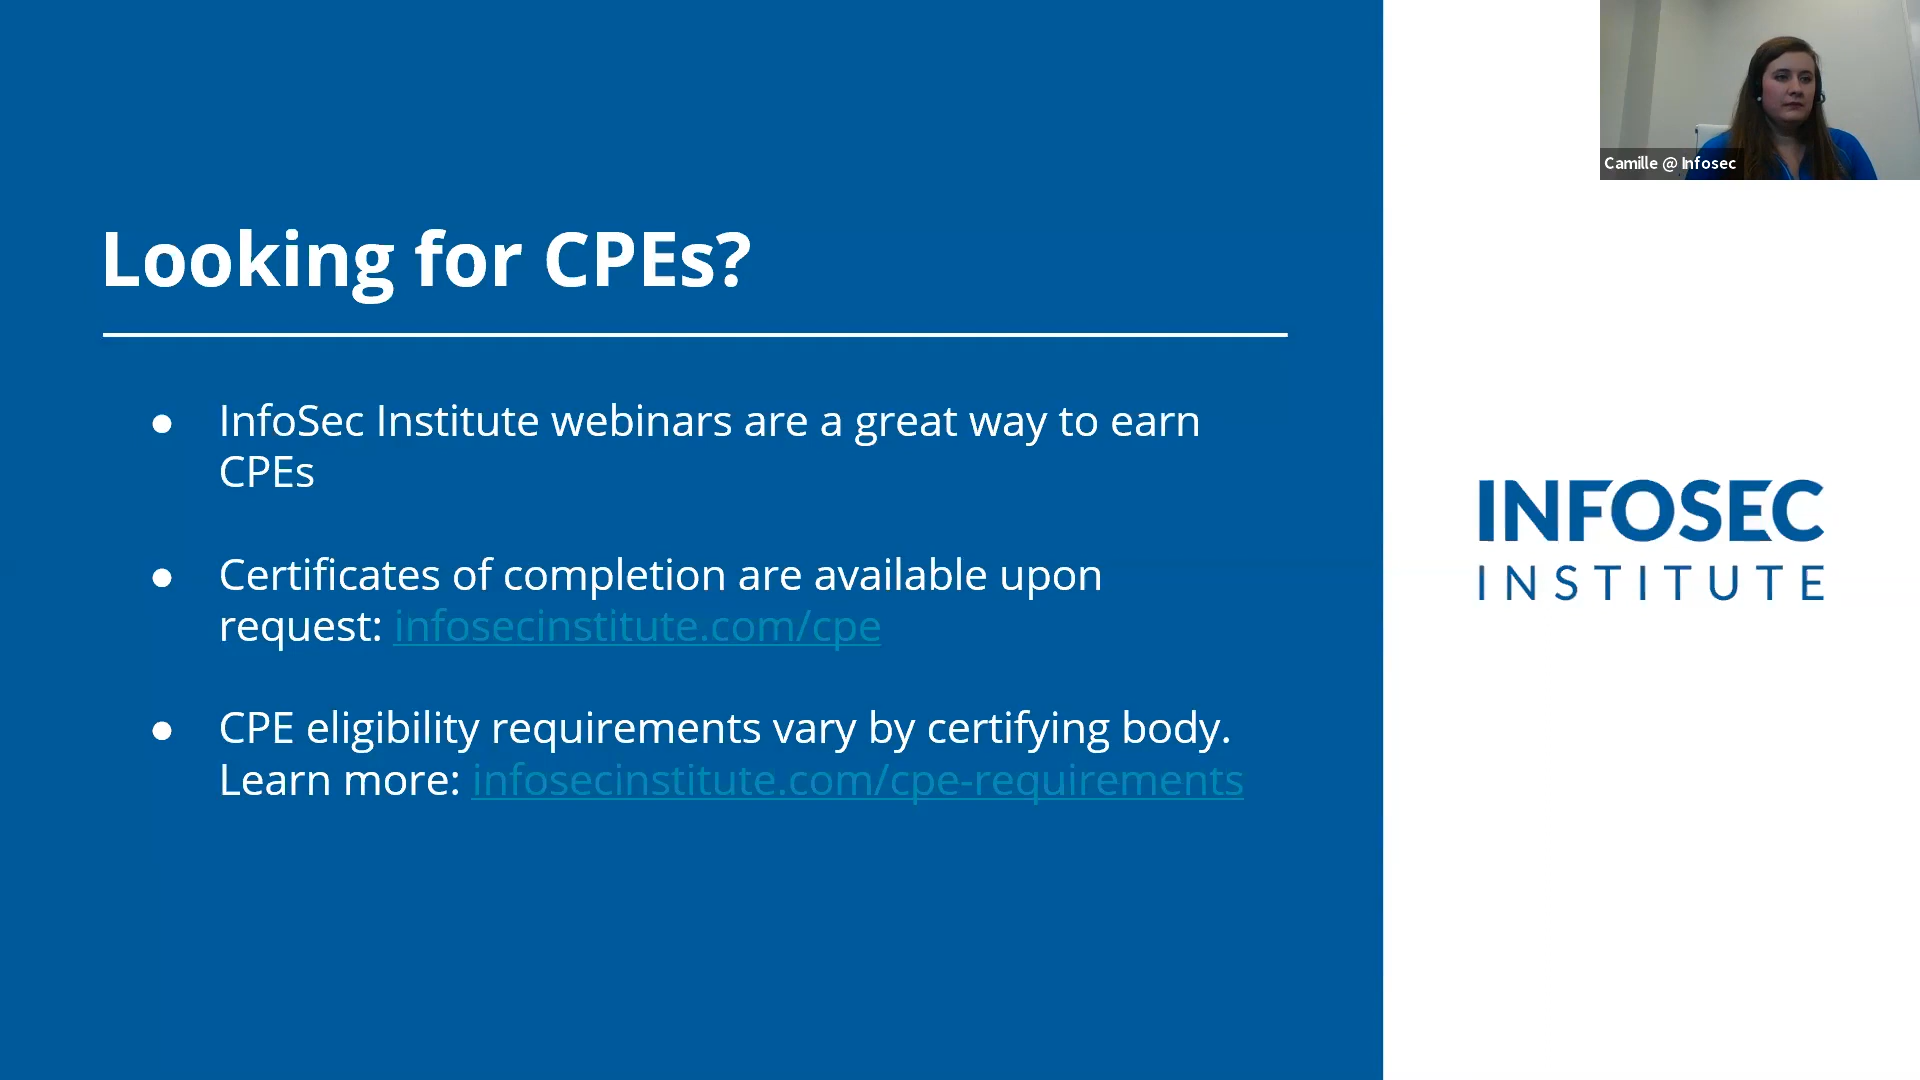 Camille @ Infosec
Looking for CPEs?
● InfoSec Institute webinars are a great way to earn
CPEs
● Certificates of completion are available upon
request: infosecinstitute.com/cpe
● CPE eligibility requirements vary by certifying body.
Learn more: infosecinstitute.com/cpe-requirements
INFOSEC
INSTITUTE